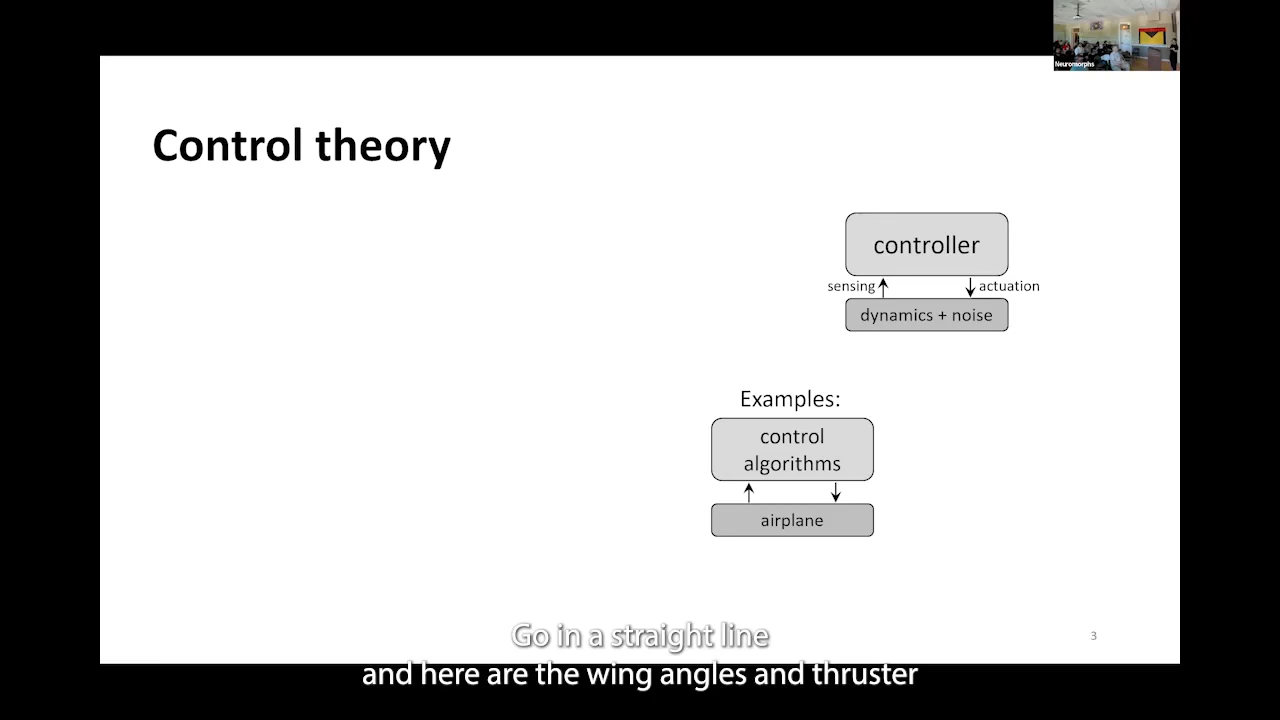 Neuromorphs
Control theory
controller
sensing
actuation
dynamics + noise
Examples:
control
algorithms
airplane
Go in a straight line
3
and here are the wing angles and thruster